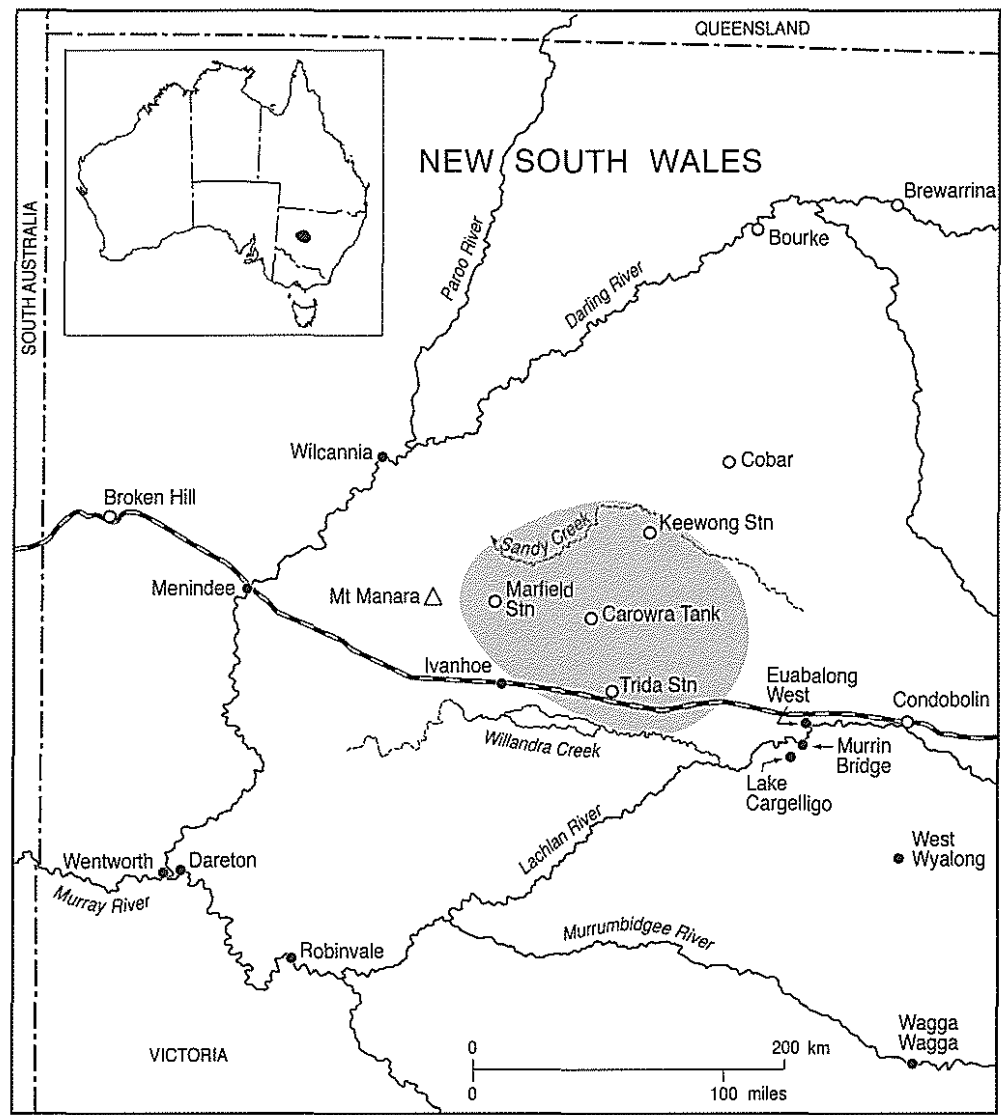 QUEENSLAND
NEW SOUTH WALES
SOUTH AUSTRALIA
Paroo River
Brewarrina
Bourke
Darling River
Wilcannia
Cobar
Broken Hill
Sandy Creek
Keewong Stn
Menindee
Mt Manara
Marfield
Stn
Carowra Tank
Ivanhoe
Trida Stn
Euabalong
West
Condobolin
Willandra Creek
Murrin
Bridge
Lake
Cargelligo
Lachlan River
West
Wyalong
Wentworth
Dareton
Murray River
Murrumbidgee River
Robinvale
Wagga
Wagga
VICTORIA
0
200 km
0
100 miles